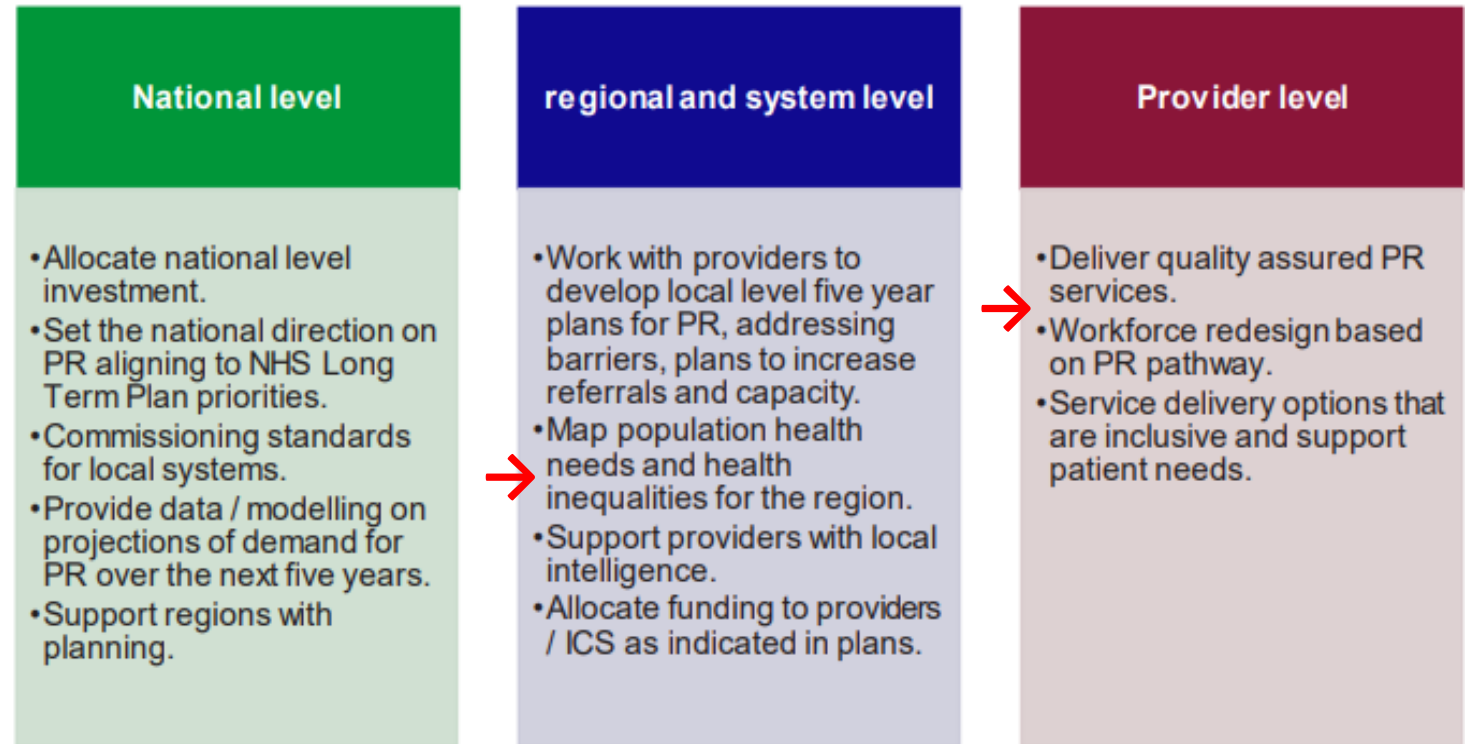 National level
•Allocate national level
investment.
•Set the national direction on
PR aligning to NHS Long
Term Plan priorities.
•Commissioning standards
for local systems.
•Provide data / modelling on
projections of demand for
PR over the next five years.
•Support regions with
planning.
regional and system level
•Work with providers to
develop local level five year
plans for PR, addressing
barriers, plans to increase
referrals and capacity.
•Map population health
needs and health
inequalities for the region.
•Support providers with local
intelligence.
•Allocate funding to providers
/ ICS as indicated in plans.
Provider level
•Deliver quality assured PR
services.
•Workforce redesign based
on PR pathway.
•Service delivery options that
are inclusive and support
patient needs.